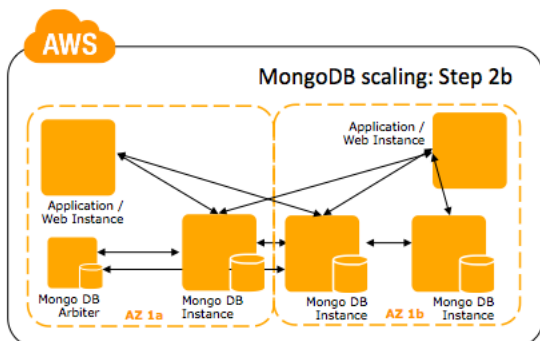 AWS
MongoDB scaling: Step 2b
Application /
Web Instance
Application /
Web Instance
Mongo DB
Arbiter
Mongo DB
Instance
Mongo DB
Instance
Mongo DB
Instance
AZ 1a
AZ 1b